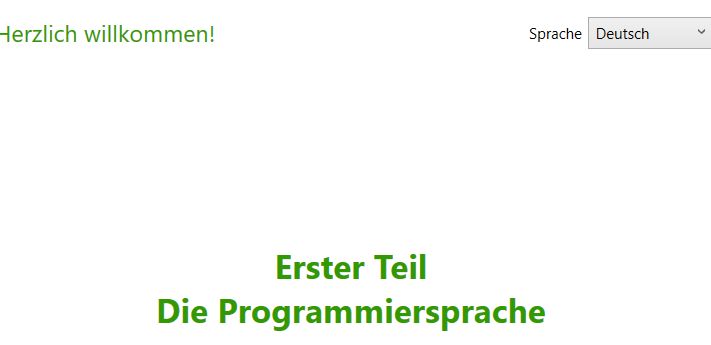 Herzlich willkommen!
Sprache Deutsch
Erster Teil
Die Programmiersprache